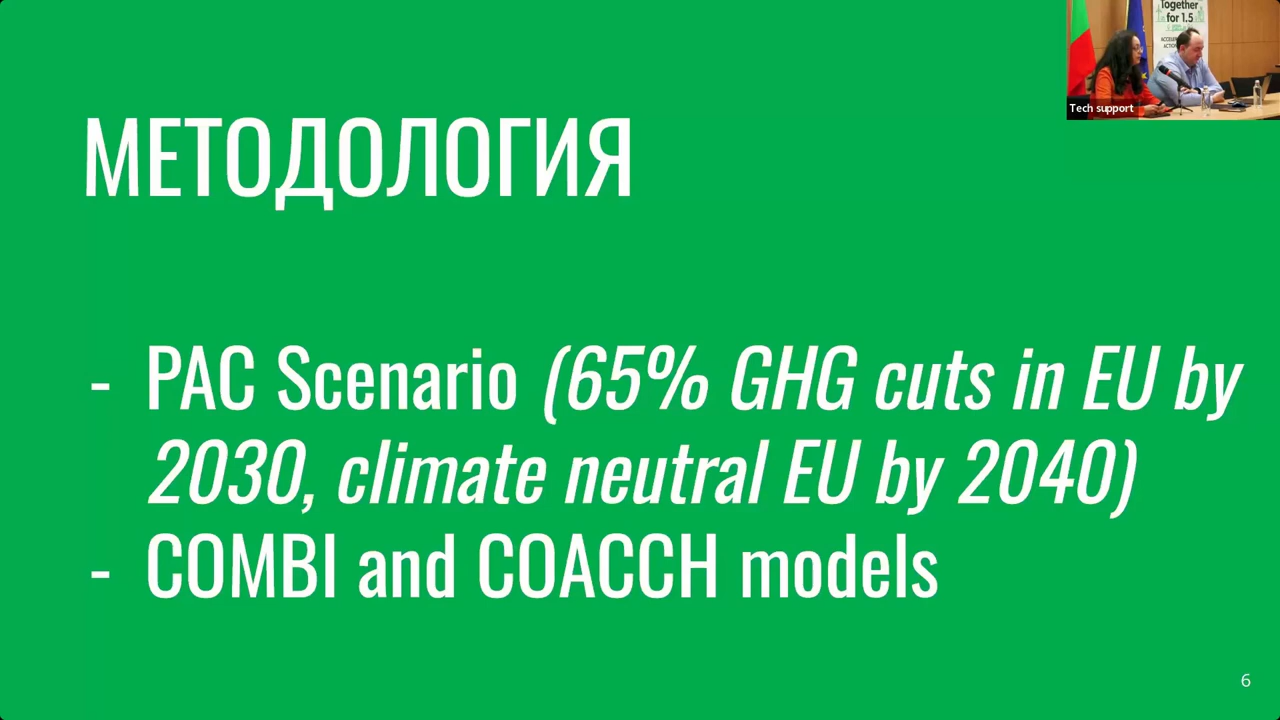 Together
for 1.5
Tech support
МЕТОДОЛОГИЯ
- PAC Scenario (65% GHG cuts in EU by
2030, climate neutral EU by 2040)
- COMBI and COACCH models
6